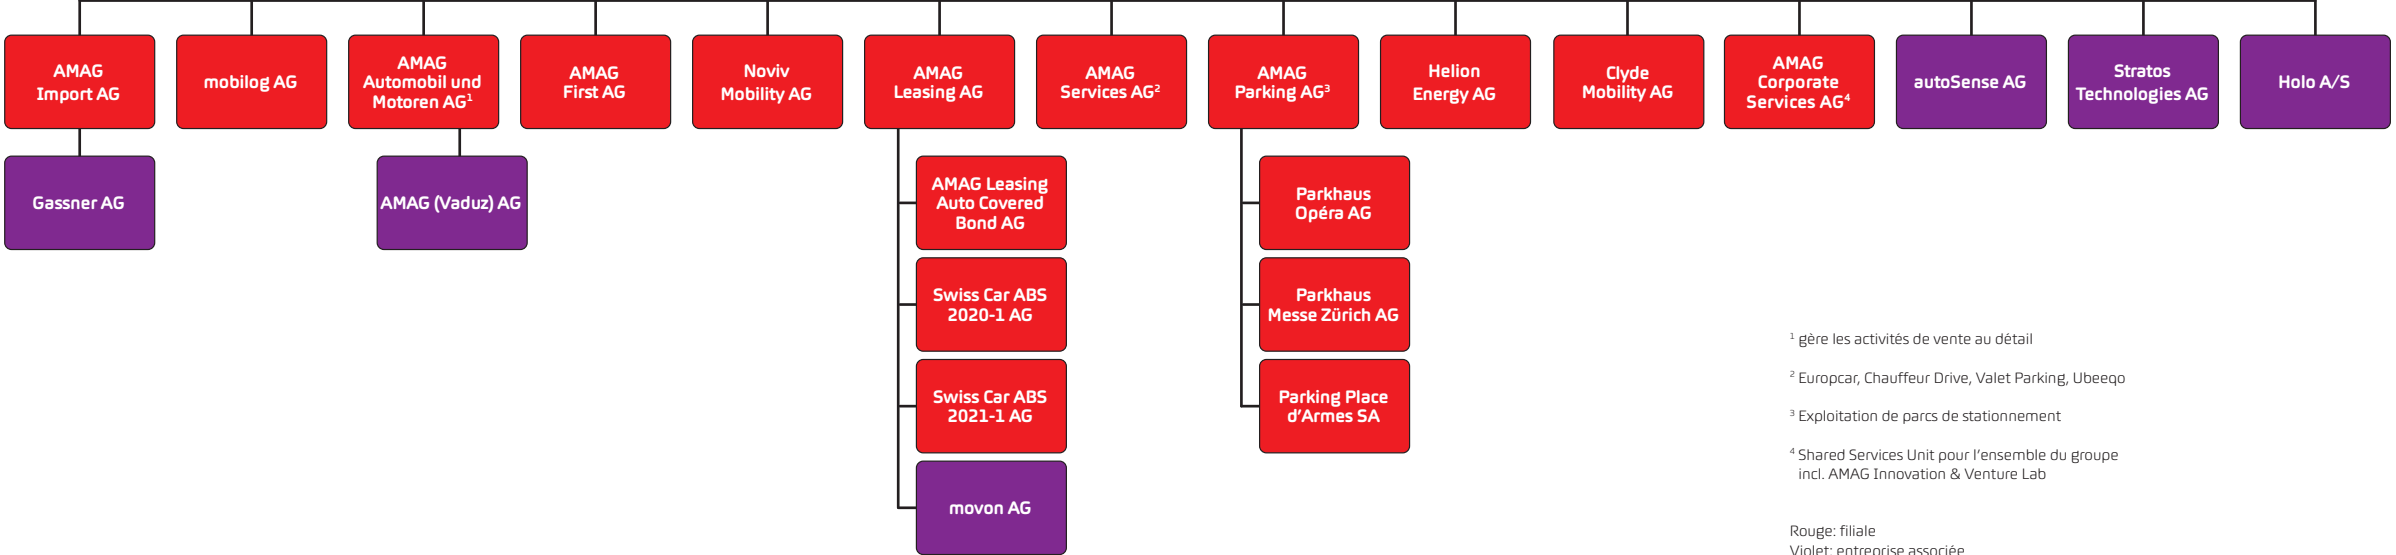 AMAG
Import AG
mobilog AG
AMAG
Automobil und
Motoren AG¹
AMAG
First AG
Noviv
Mobility AG
AMAG
Leasing AG
AMAG
Services AG²
AMAG
Parking AG³
Helion
Energy AG
Clyde
Mobility AG
AMAG
Corporate
Services AG⁴
autoSense AG
Stratos
Technologies AG
Holo A/S
Gassner AG
AMAG (Vaduz) AG
AMAG Leasing
Auto Covered
Bond AG
Swiss Car ABS
2020-1 AG
Swiss Car ABS
2021-1 AG
movon AG
Parkhaus
Opéra AG
Parkhaus
Messe Zürich AG
Parking Place
d’Armes SA
¹ gère les activités de vente au détail
² Europcar, Chauffeur Drive, Valet Parking, Ubeeqo
³ Exploitation de parcs de stationnement
⁴ Shared Services Unit pour l’ensemble du groupe
incl. AMAG Innovation & Venture Lab
Rouge: filiale
Violet: entreprise associée